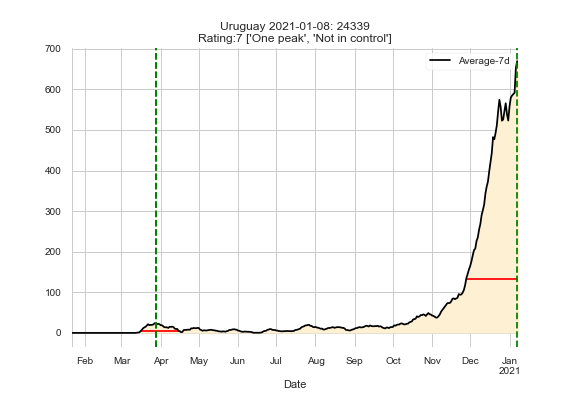 Uruguay 2021-01-08: 24339
Rating:7 ['One peak', 'Not in control']
700
600
500
400
300
200
100
0
Average-7d
Feb Mar Apr May Jun Jul Aug Sep Oct Nov Dec Jan
2021
Date